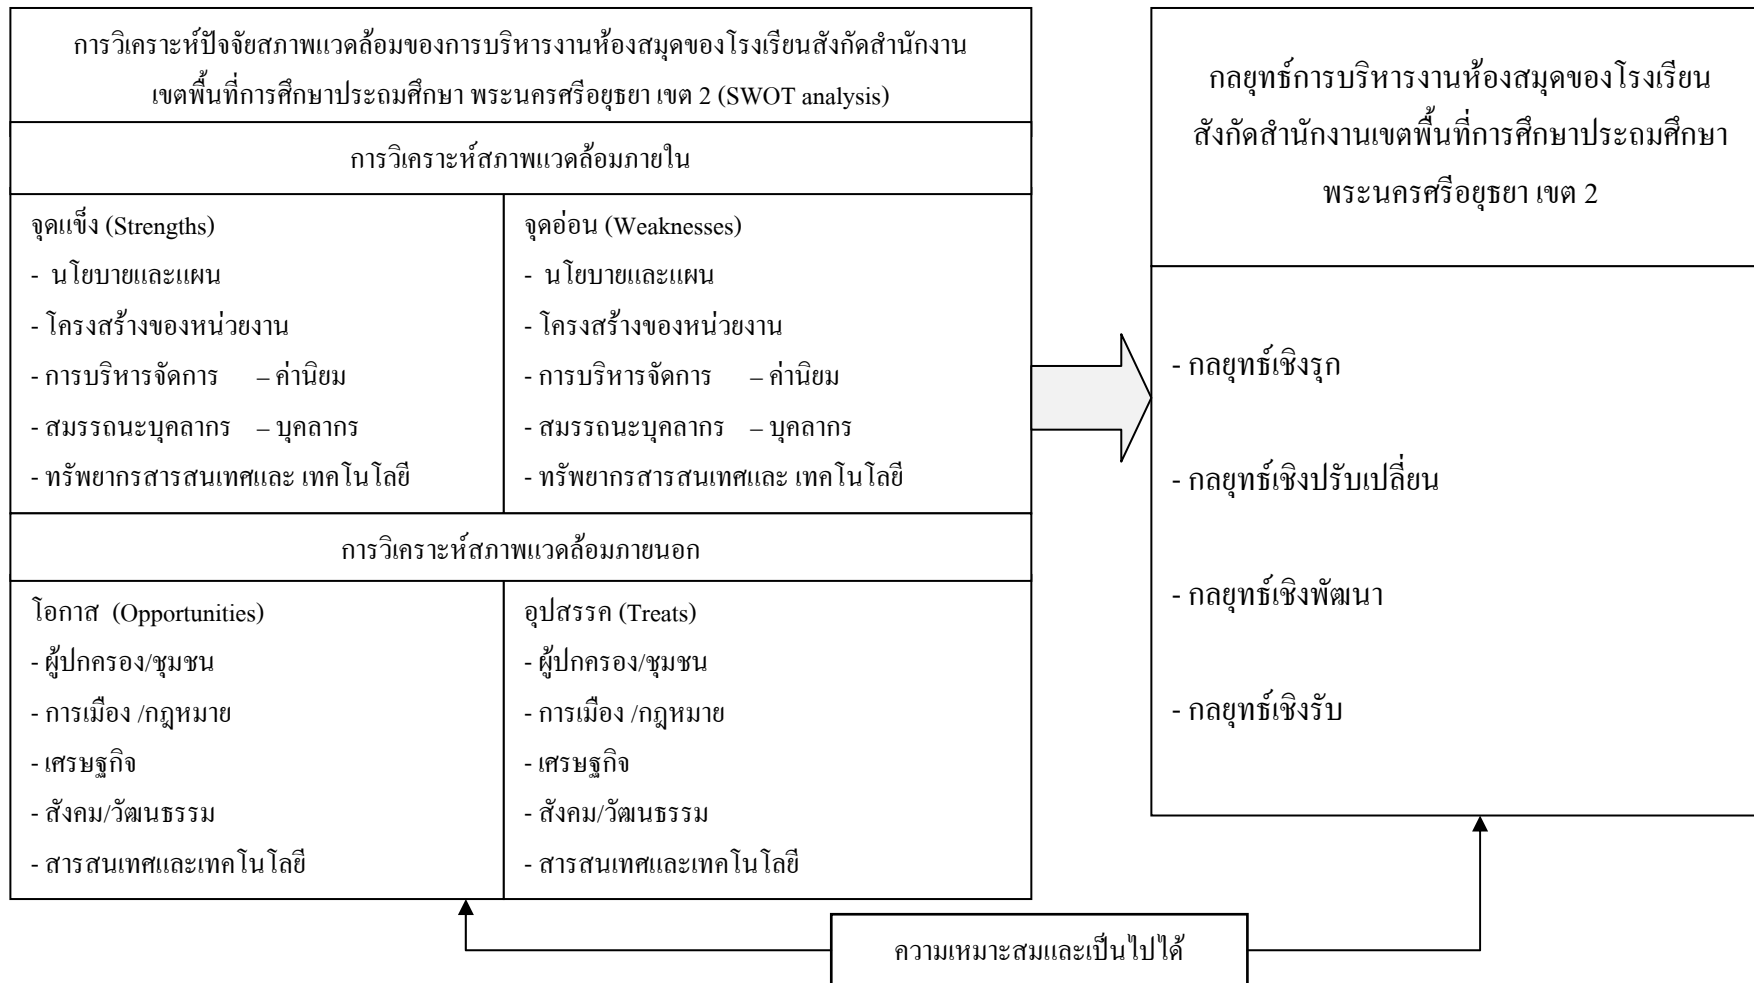 การวิเคราะห์ปัจจัยสภาพแวดล้อมของการบริหารงานห้องสมุดของโรงเรียนสังกัดสำนักงาน
เขตพื้นที่การศึกษาประถมศึกษา พระนครศรีอยุธยา เขต 2 (SWOT analysis)
การวิเคราะห์สภาพแวดล้อมภายใน
จุดแข็ง (Strengths)
- นโยบายและแผน
- โครงสร้างของหน่วยงาน
- การบริหารจัดการ – ค่านิยม
- สมรรถนะบุคลากร – บุคลากร
- ทรัพยากรสารสนเทศและ เทคโนโลยี
จุดอ่อน (Weaknesses)
- นโยบายและแผน
- โครงสร้างของหน่วยงาน
- การบริหารจัดการ – ค่านิยม
- สมรรถนะบุคลากร – บุคลากร
- ทรัพยากรสารสนเทศและ เทคโนโลยี
การวิเคราะห์สภาพแวดล้อมภายนอก
โอกาส (Opportunities)
- ผู้ปกครอง/ชุมชน
- การเมือง /กฎหมาย
- เศรษฐกิจ
- สังคม/วัฒนธรรม
- สารสนเทศและเทคโนโลยี
อุปสรรค (Treats)
- ผู้ปกครอง/ชุมชน
- การเมือง /กฎหมาย
- เศรษฐกิจ
- สังคม/วัฒนธรรม
- สารสนเทศและเทคโนโลยี
กลยุทธ์การบริหารงานห้องสมุดของโรงเรียน
สังกัดสำนักงานเขตพื้นที่การศึกษาประถมศึกษา
พระนครศรีอยุธยา เขต 2
- กลยุทธ์เชิงรุก
- กลยุทธ์เชิงปรับเปลี่ยน
- กลยุทธ์เชิงพัฒนา
- กลยุทธ์เชิงรับ
ความเหมาะสมและเป็นไปได้